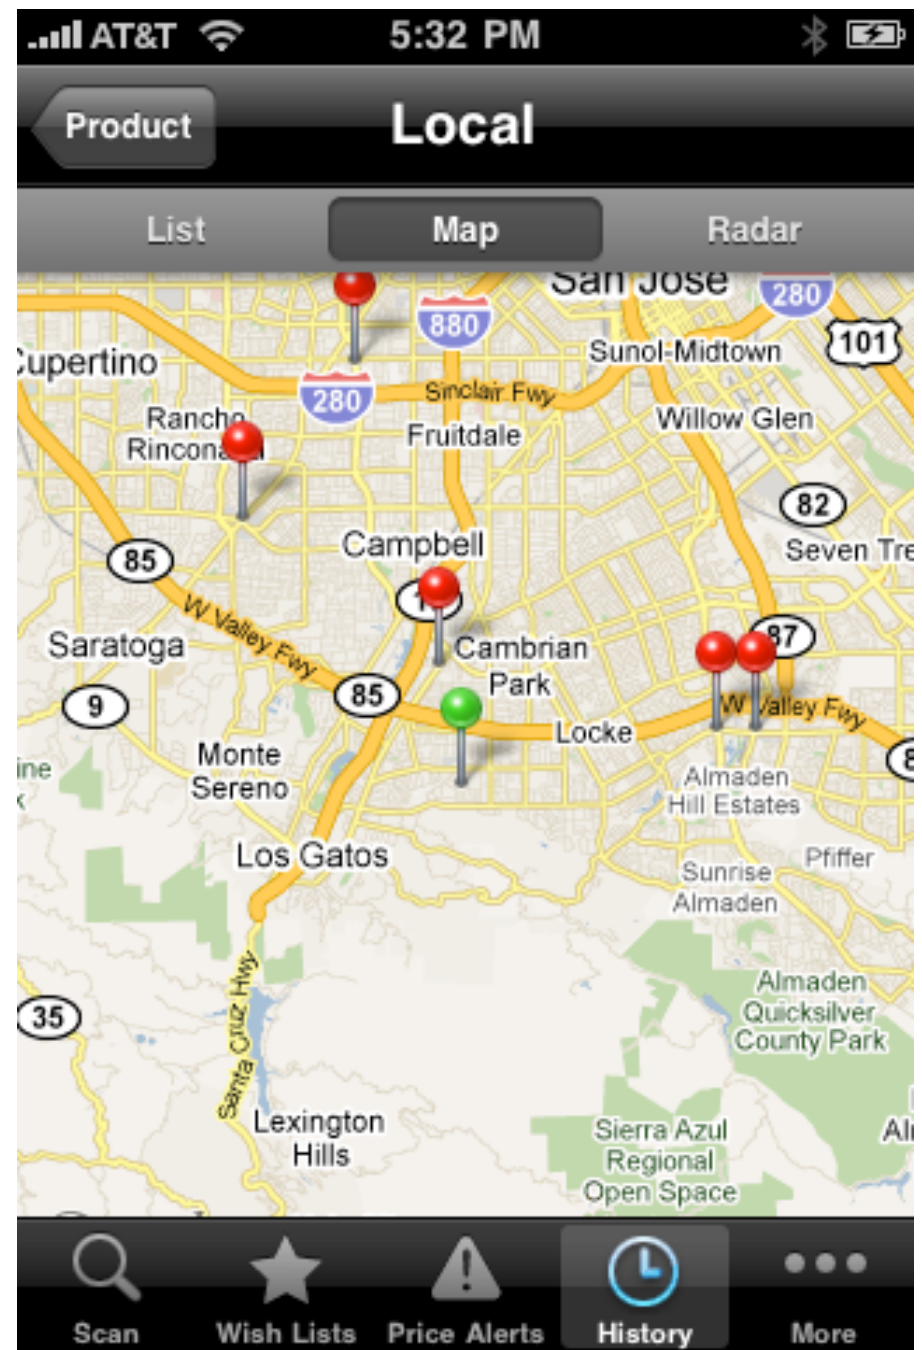 AT&T 5:32 PM
Product Local
List Map Radar
San Jose
280
880
101
Cupertino
Sunol-Midtown
280
Sinclair Fwy
Rancho
Willow Glen
Fruitdale
82
Campbell
85
Seven Tre
W Valley Fwy
87
Saratoga
Cambrian
Park
85
9
W Valley Fwy
Locke
Monte
Sereno
Almaden
Hill Estates
Los Gatos
Pfiffer
Sunrise
Almaden
Santa Cruz Hwy
Almaden
Quicksilver
County Park
35
Lexington
Hills
Sierra Azul
Regional
Open Space
Scan Wish Lists Price Alerts History More